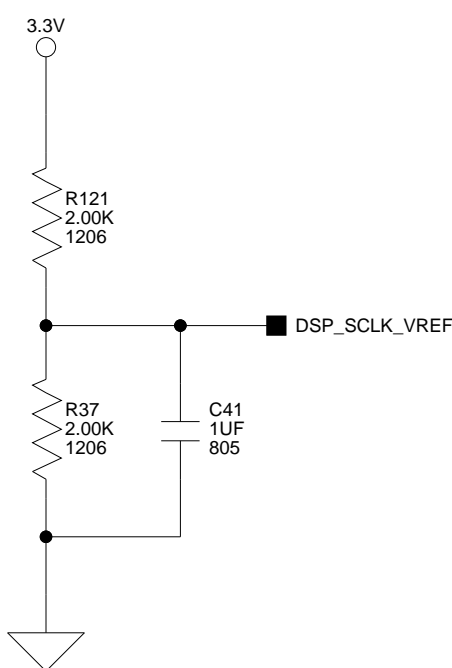 3.3V
R121
2.00K
1206
DSP_SCLK_VREF
R37
2.00K
1206
C41
1UF
805